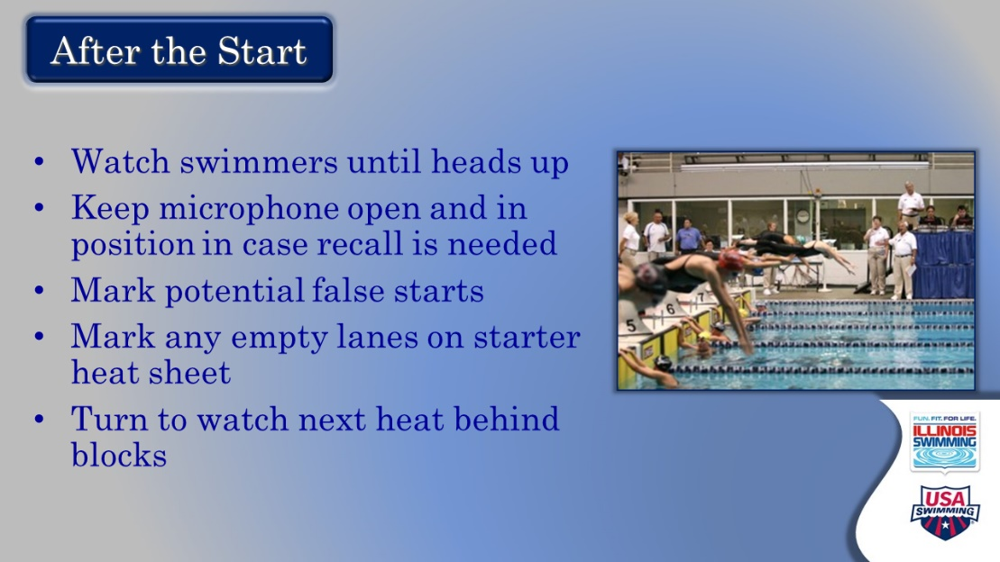 After the Start
• Watch swimmers until heads up
• Keep microphone open and in
position in case recall is needed
• Mark potential false starts
• Mark any empty lanes on starter
heat sheet
• Turn to watch next heat behind
blocks
5
6
7
FUN. FIT. FOR LIFE.
ILLINOIS
SWIMMING
USA
SWIMMING